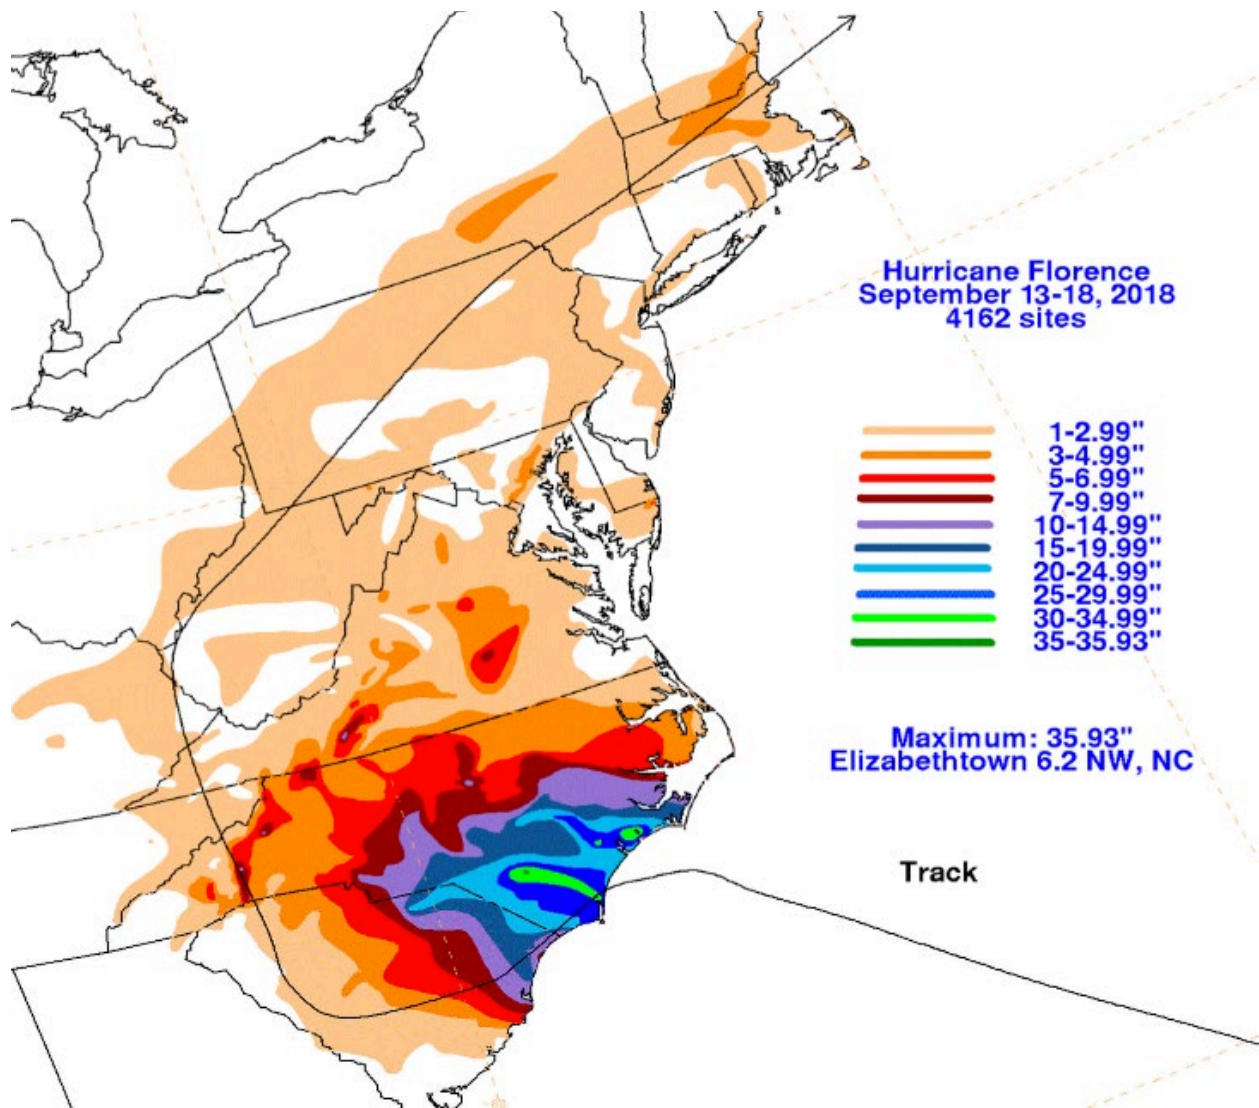 Hurricane Florence
September 13-18, 2018
4162 sites
1-2.99"
3-4.99"
5-6.99"
7-9.99"
10-14.99"
15-19.99"
20-24.99"
25-29.99"
30-34.99"
35-35.93"
Maximum: 35.93"
Elizabethtown 6.2 NW, NC
Track